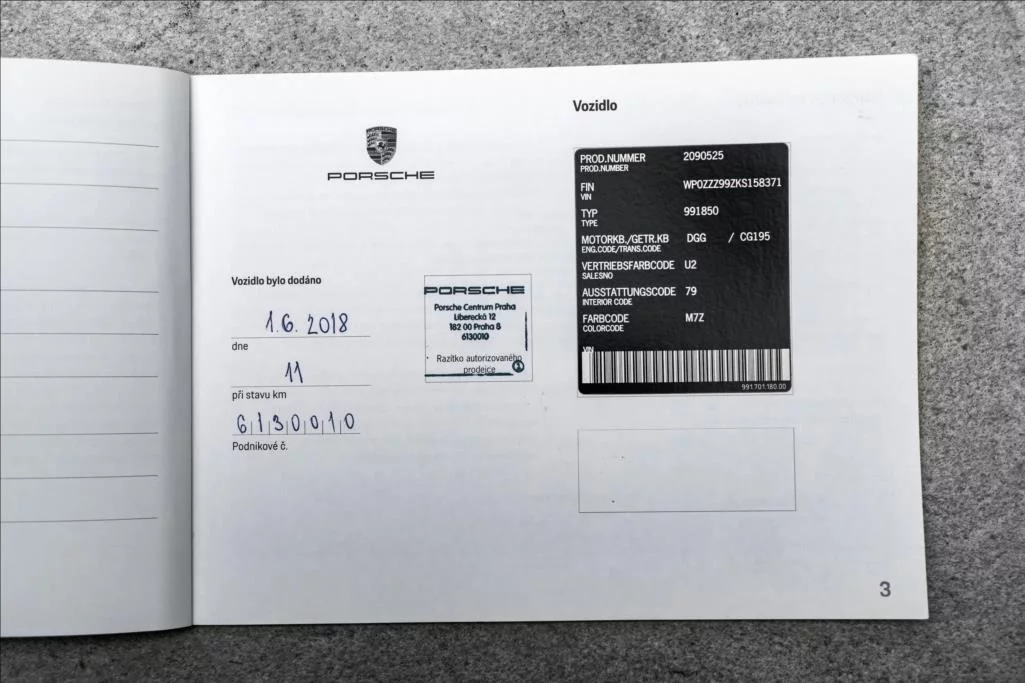 PORSCHE
Vozidlo bylo dodáno
1.6. 2018
dne
11
při stavu km
6130010
Podnikové č.
PORSCHE
Porsche Centrum Praha
Liberecká 12
182 00 Praha 8
6130010
Razítko autorizovaného
prodejce 1
Vozidlo
PROD.NUMMER 2090525
PROD.NUMBER
FIN WP0ZZZ99ZKS158371
VIN
TYP 991850
TYPE
MOTORKB./GETR.KB DGG / CG195
ENG.CODE/TRANS.CODE
VERTRIEBSFARBCODE U2
SALESNO
AUSSTATTUNGSCODE 79
INTERIOR CODE
FARBCODE M7Z
COLORCODE
VIN
991.701.180.00
3